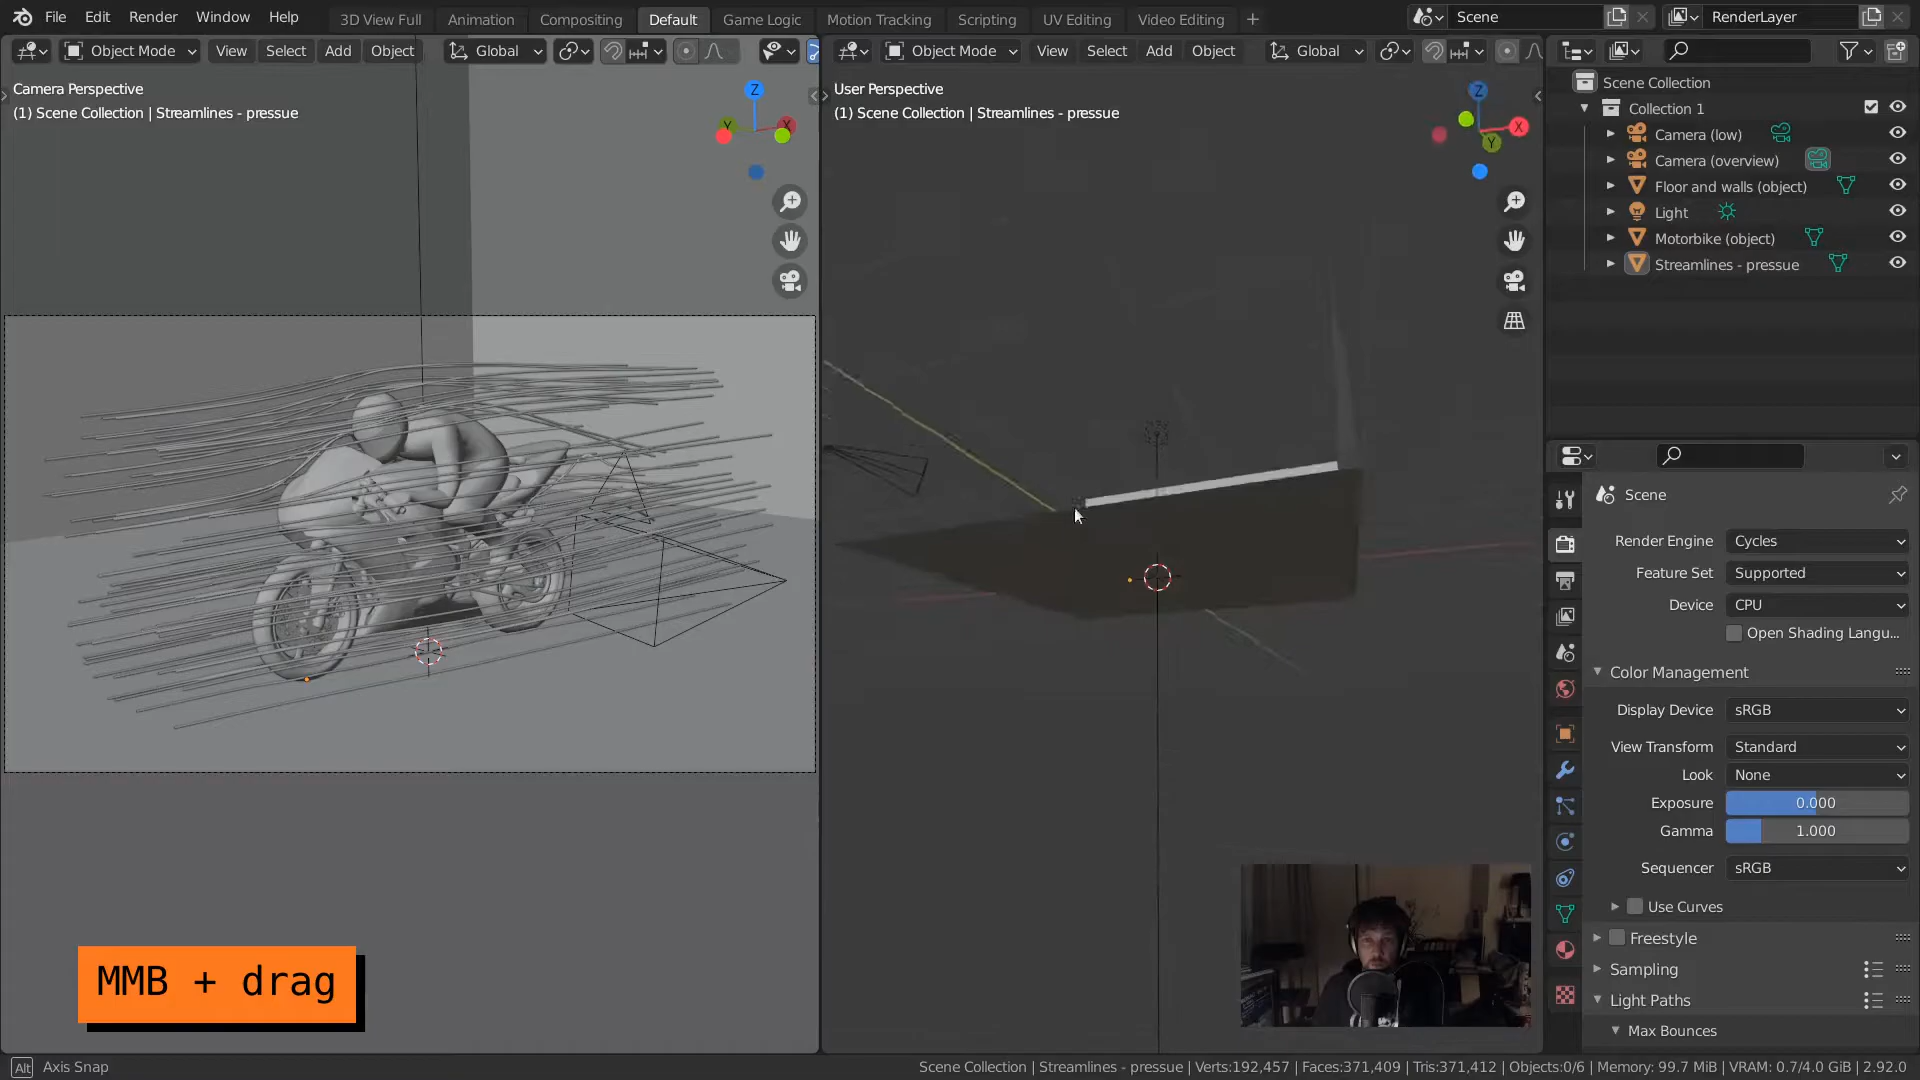 File Edit Render Window Help 3D View Full Animation Compositing Default Game Logic Motion Tracking Scripting UV Editing Video Editing + Scene RenderLayer
Object Mode View Select Add Object Global Object Mode View Select Add Object Global
Camera Perspective
(1) Scene Collection | Streamlines - pressue
Z
Y
X
User Perspective
(1) Scene Collection | Streamlines - pressue
Z
X
Y
Scene Collection
Collection 1
Camera (low)
Camera (overview)
Floor and walls (object)
Light
Motorbike (object)
Streamlines - pressue
Scene
Render Engine Cycles
Feature Set Supported
Device CPU
Open Shading Langu...
Color Management
Display Device sRGB
View Transform Standard
Look None
Exposure 0.000
Gamma 1.000
Sequencer sRGB
Use Curves
Freestyle
Sampling
Light Paths
Max Bounces
MMB + drag
Alt Axis Snap
Scene Collection | Streamlines - pressue | Verts:192,457 | Faces:371,409 | Tris:371,412 | Objects:0/6 | Memory: 99.7 MiB | VRAM: 0.7/4.0 GiB | 2.92.0